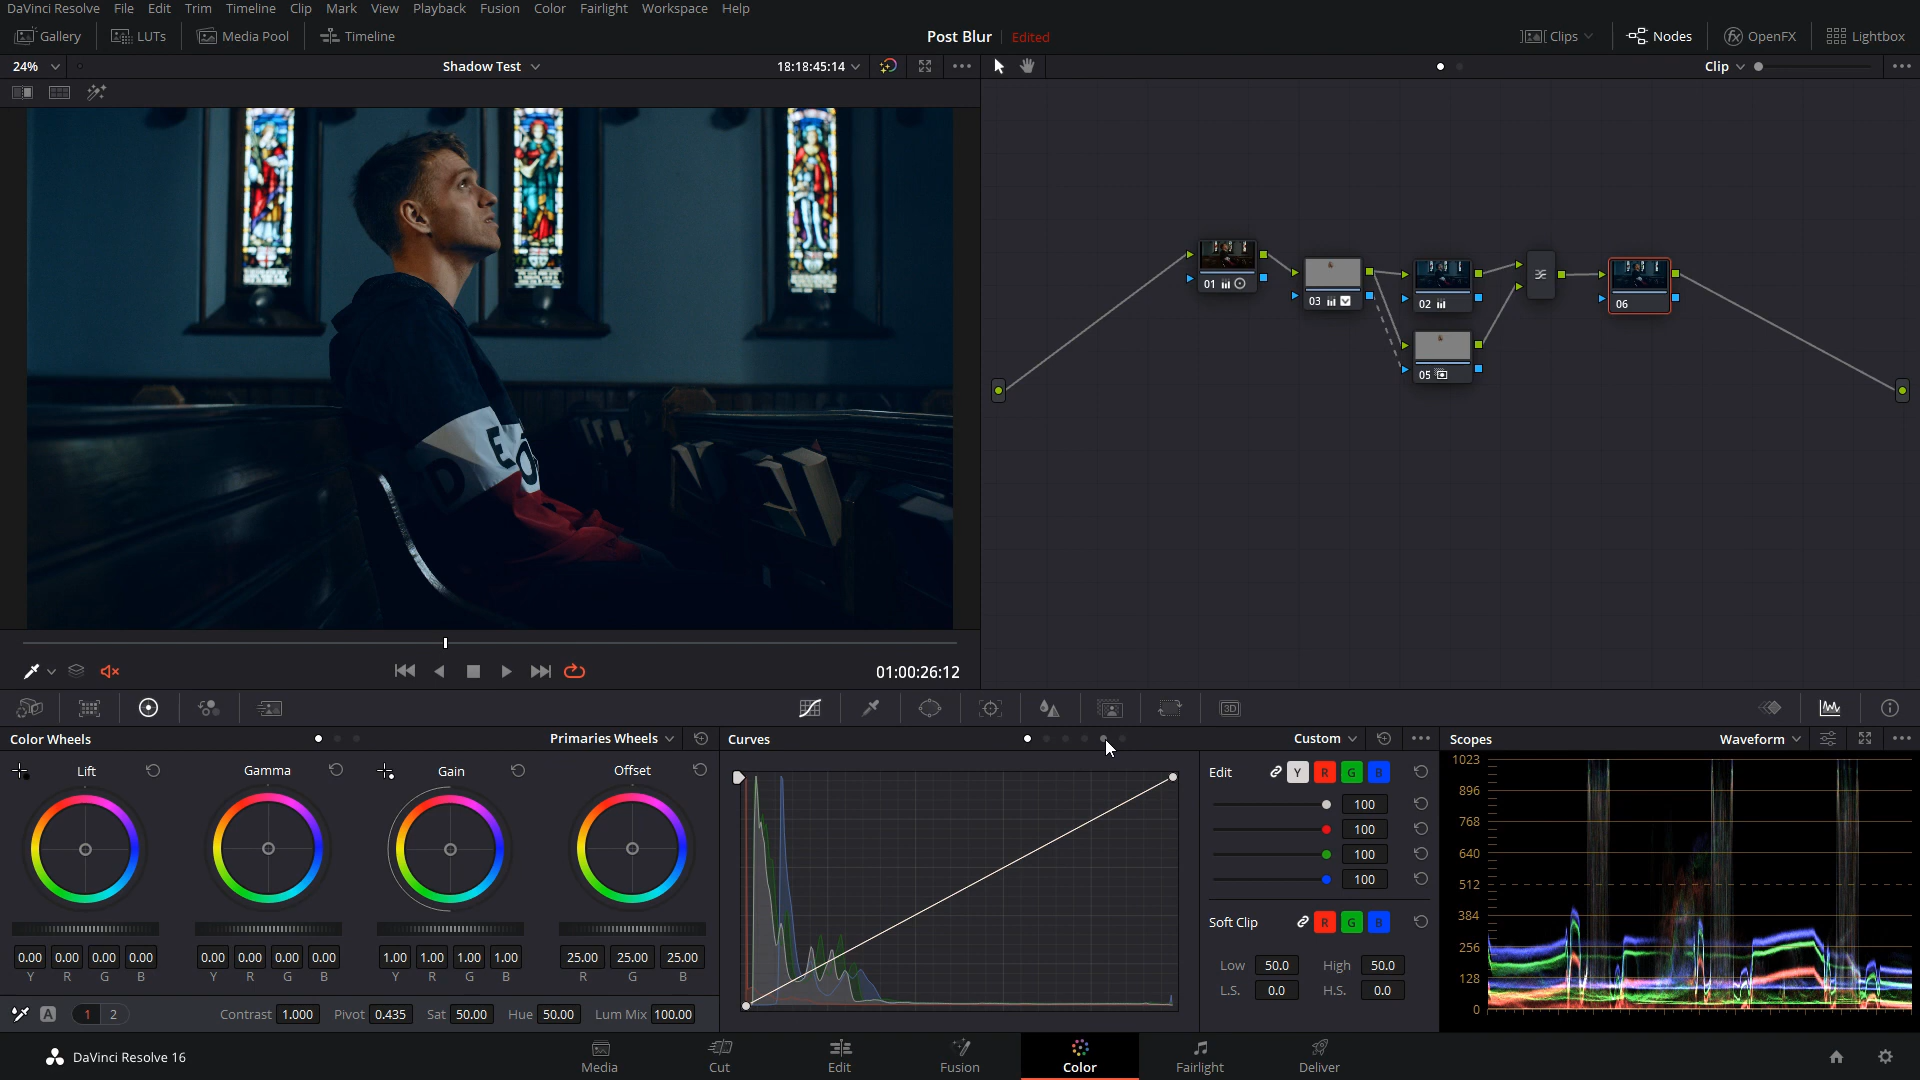 DaVinci Resolve File Edit Trim Timeline Clip Mark View Playback Fusion Color Fairlight Workspace Help
Gallery LUTs Media Pool Timeline Post Blur Edited Clips Nodes fx OpenFX Lightbox
24% Shadow Test 18:18:45:14 Clip
01
03
02
06
05
D E O
01:00:26:12
3D
Color Wheels Primaries Wheels Curves Custom Scopes Waveform
Lift Gamma Gain Offset
0.00 0.00 0.00 0.00 0.00 0.00 0.00 0.00 1.00 1.00 1.00 1.00 25.00 25.00 25.00
Y R G B Y R G B Y R G B R G B
A 1 2 Contrast 1.000 Pivot 0.435 Sat 50.00 Hue 50.00 Lum Mix 100.00
Edit Y R G B
100
100
100
100
Soft Clip R G B
Low 50.0 High 50.0
L.S. 0.0 H.S. 0.0
1023
896
768
640
512
384
256
128
0
DaVinci Resolve 16 Media Cut Edit Fusion Color Fairlight Deliver